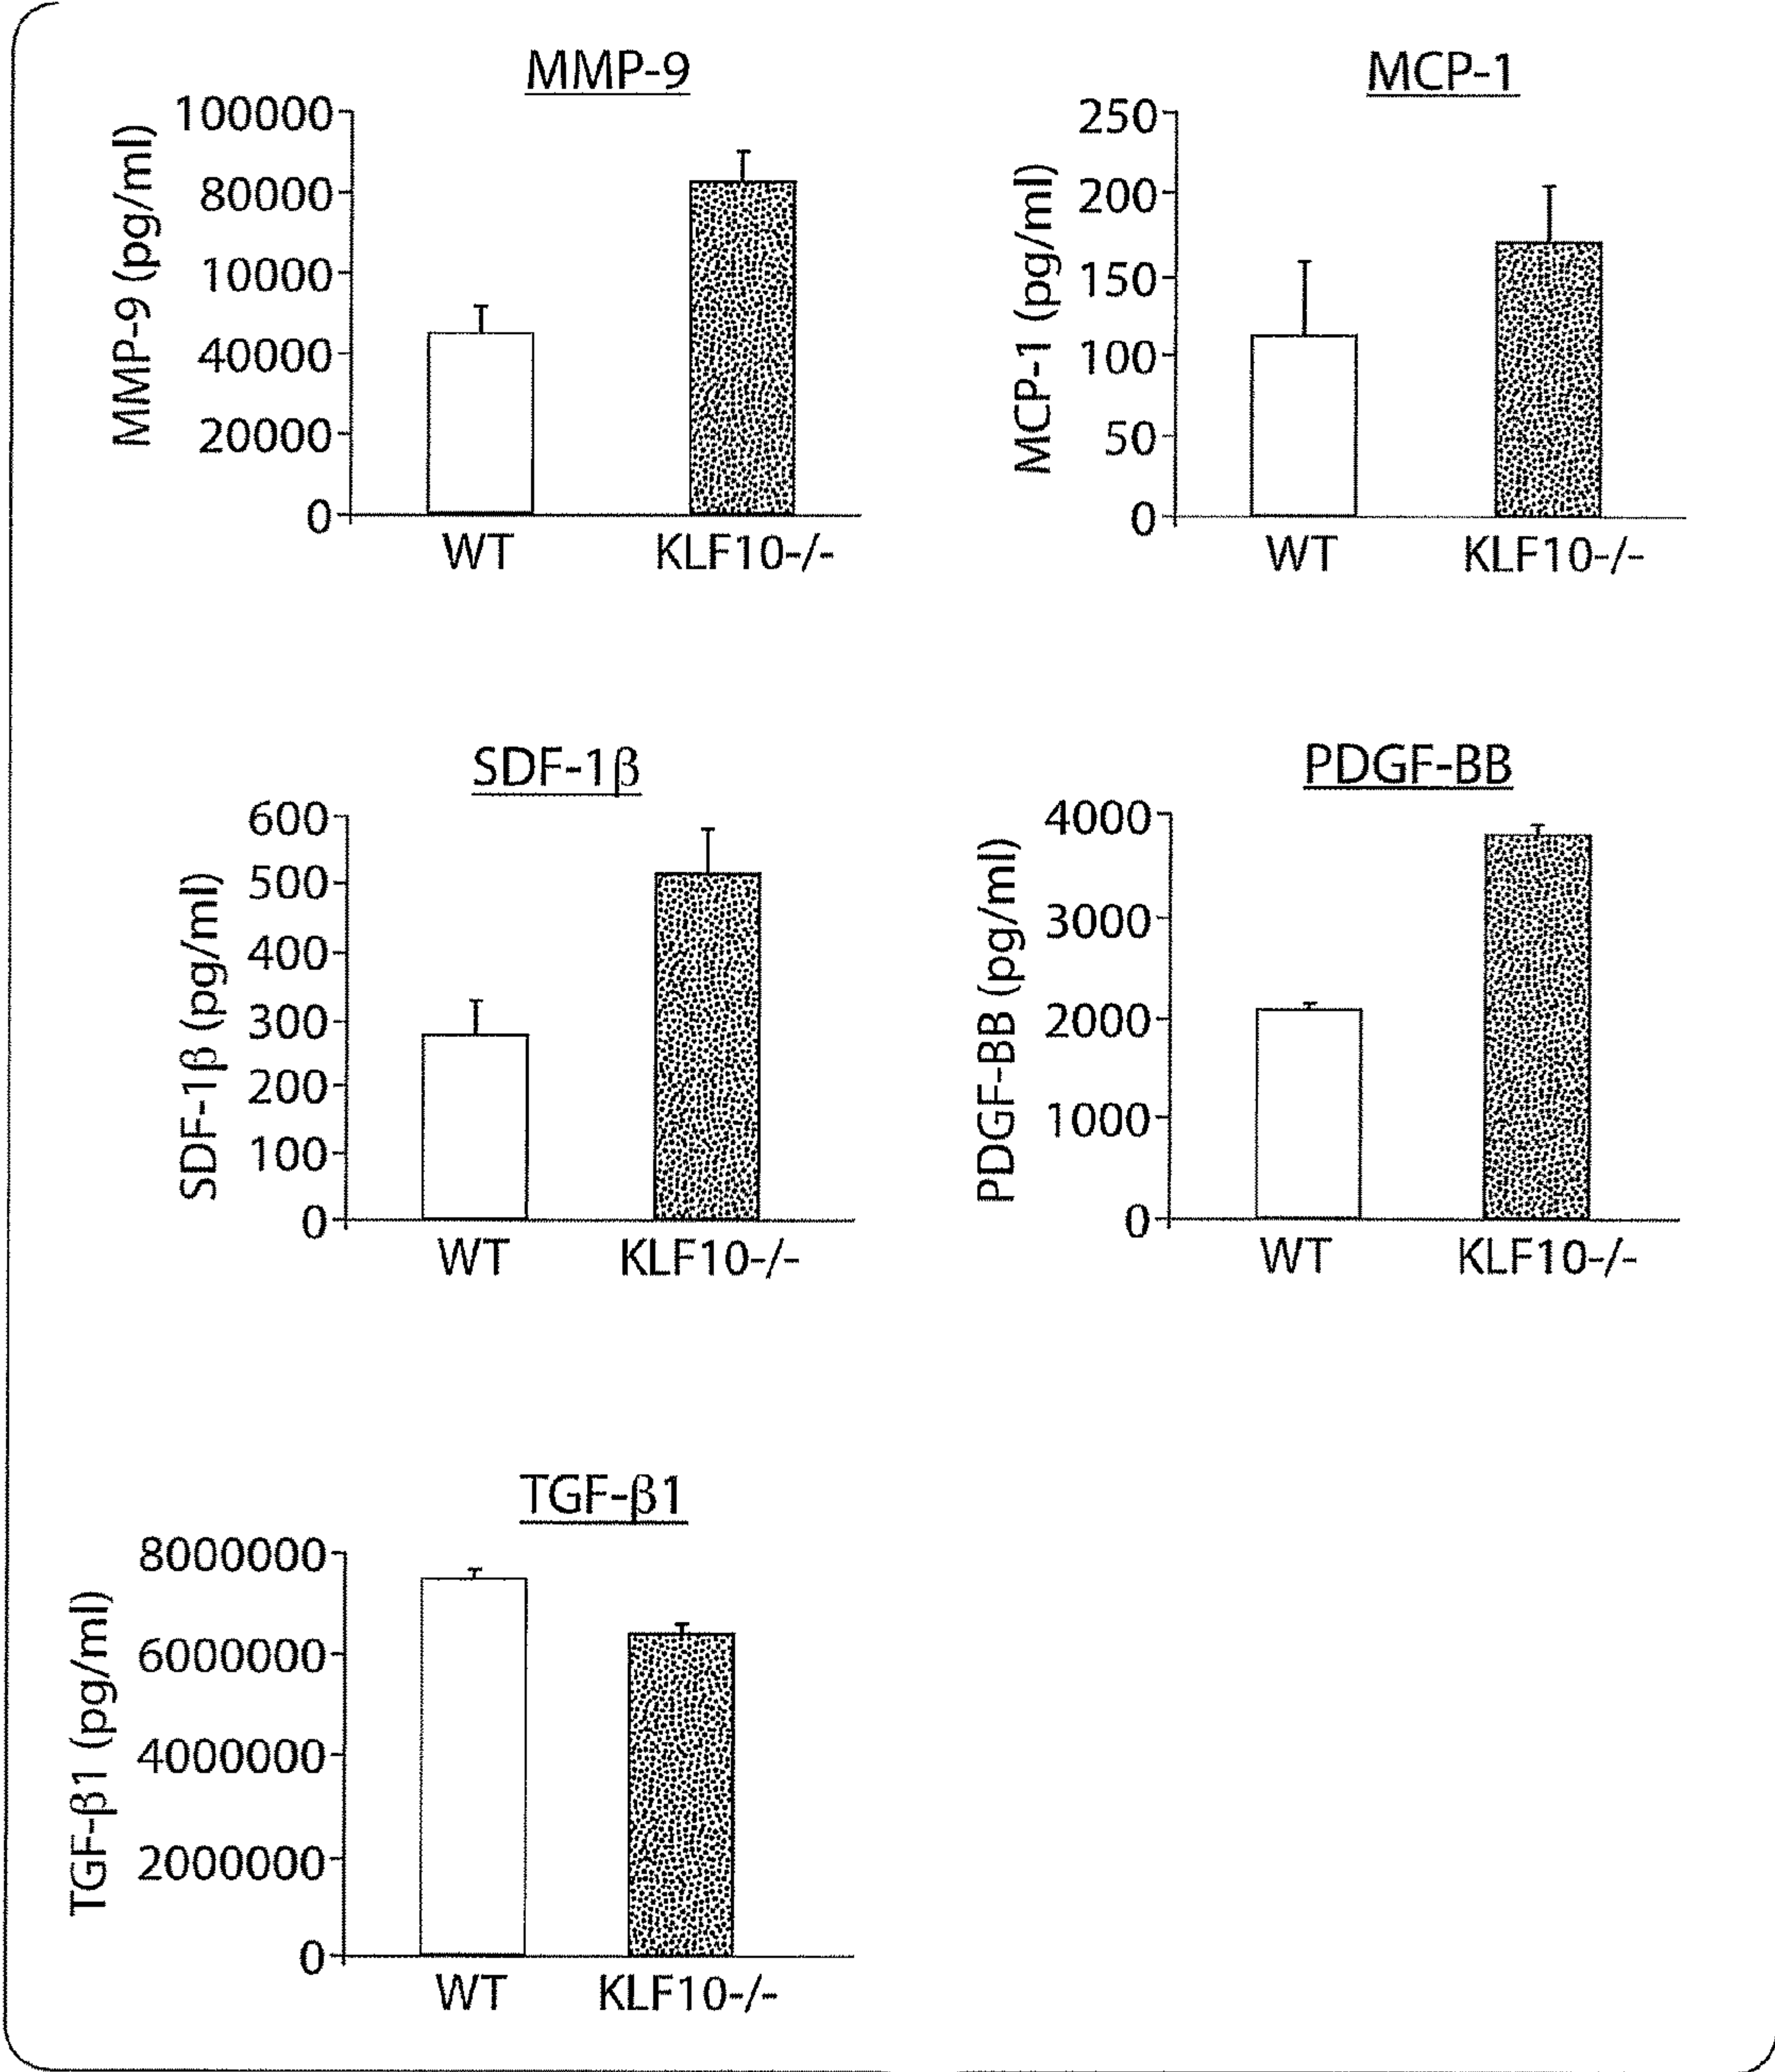 MMP-9
MMP-9 (pg/ml)
100000
80000
10000
40000
20000
0
WT KLF10-/-
MCP-1
MCP-1 (pg/ml)
250
200
150
100
50
0
WT KLF10-/-
SDF-1β
SDF-1β (pg/ml)
600
500
400
300
200
100
0
WT KLF10-/-
PDGF-BB
PDGF-BB (pg/ml)
4000
3000
2000
1000
0
WT KLF10-/-
TGF-β1
TGF-β1 (pg/ml)
8000000
6000000
4000000
2000000
0
WT KLF10-/-